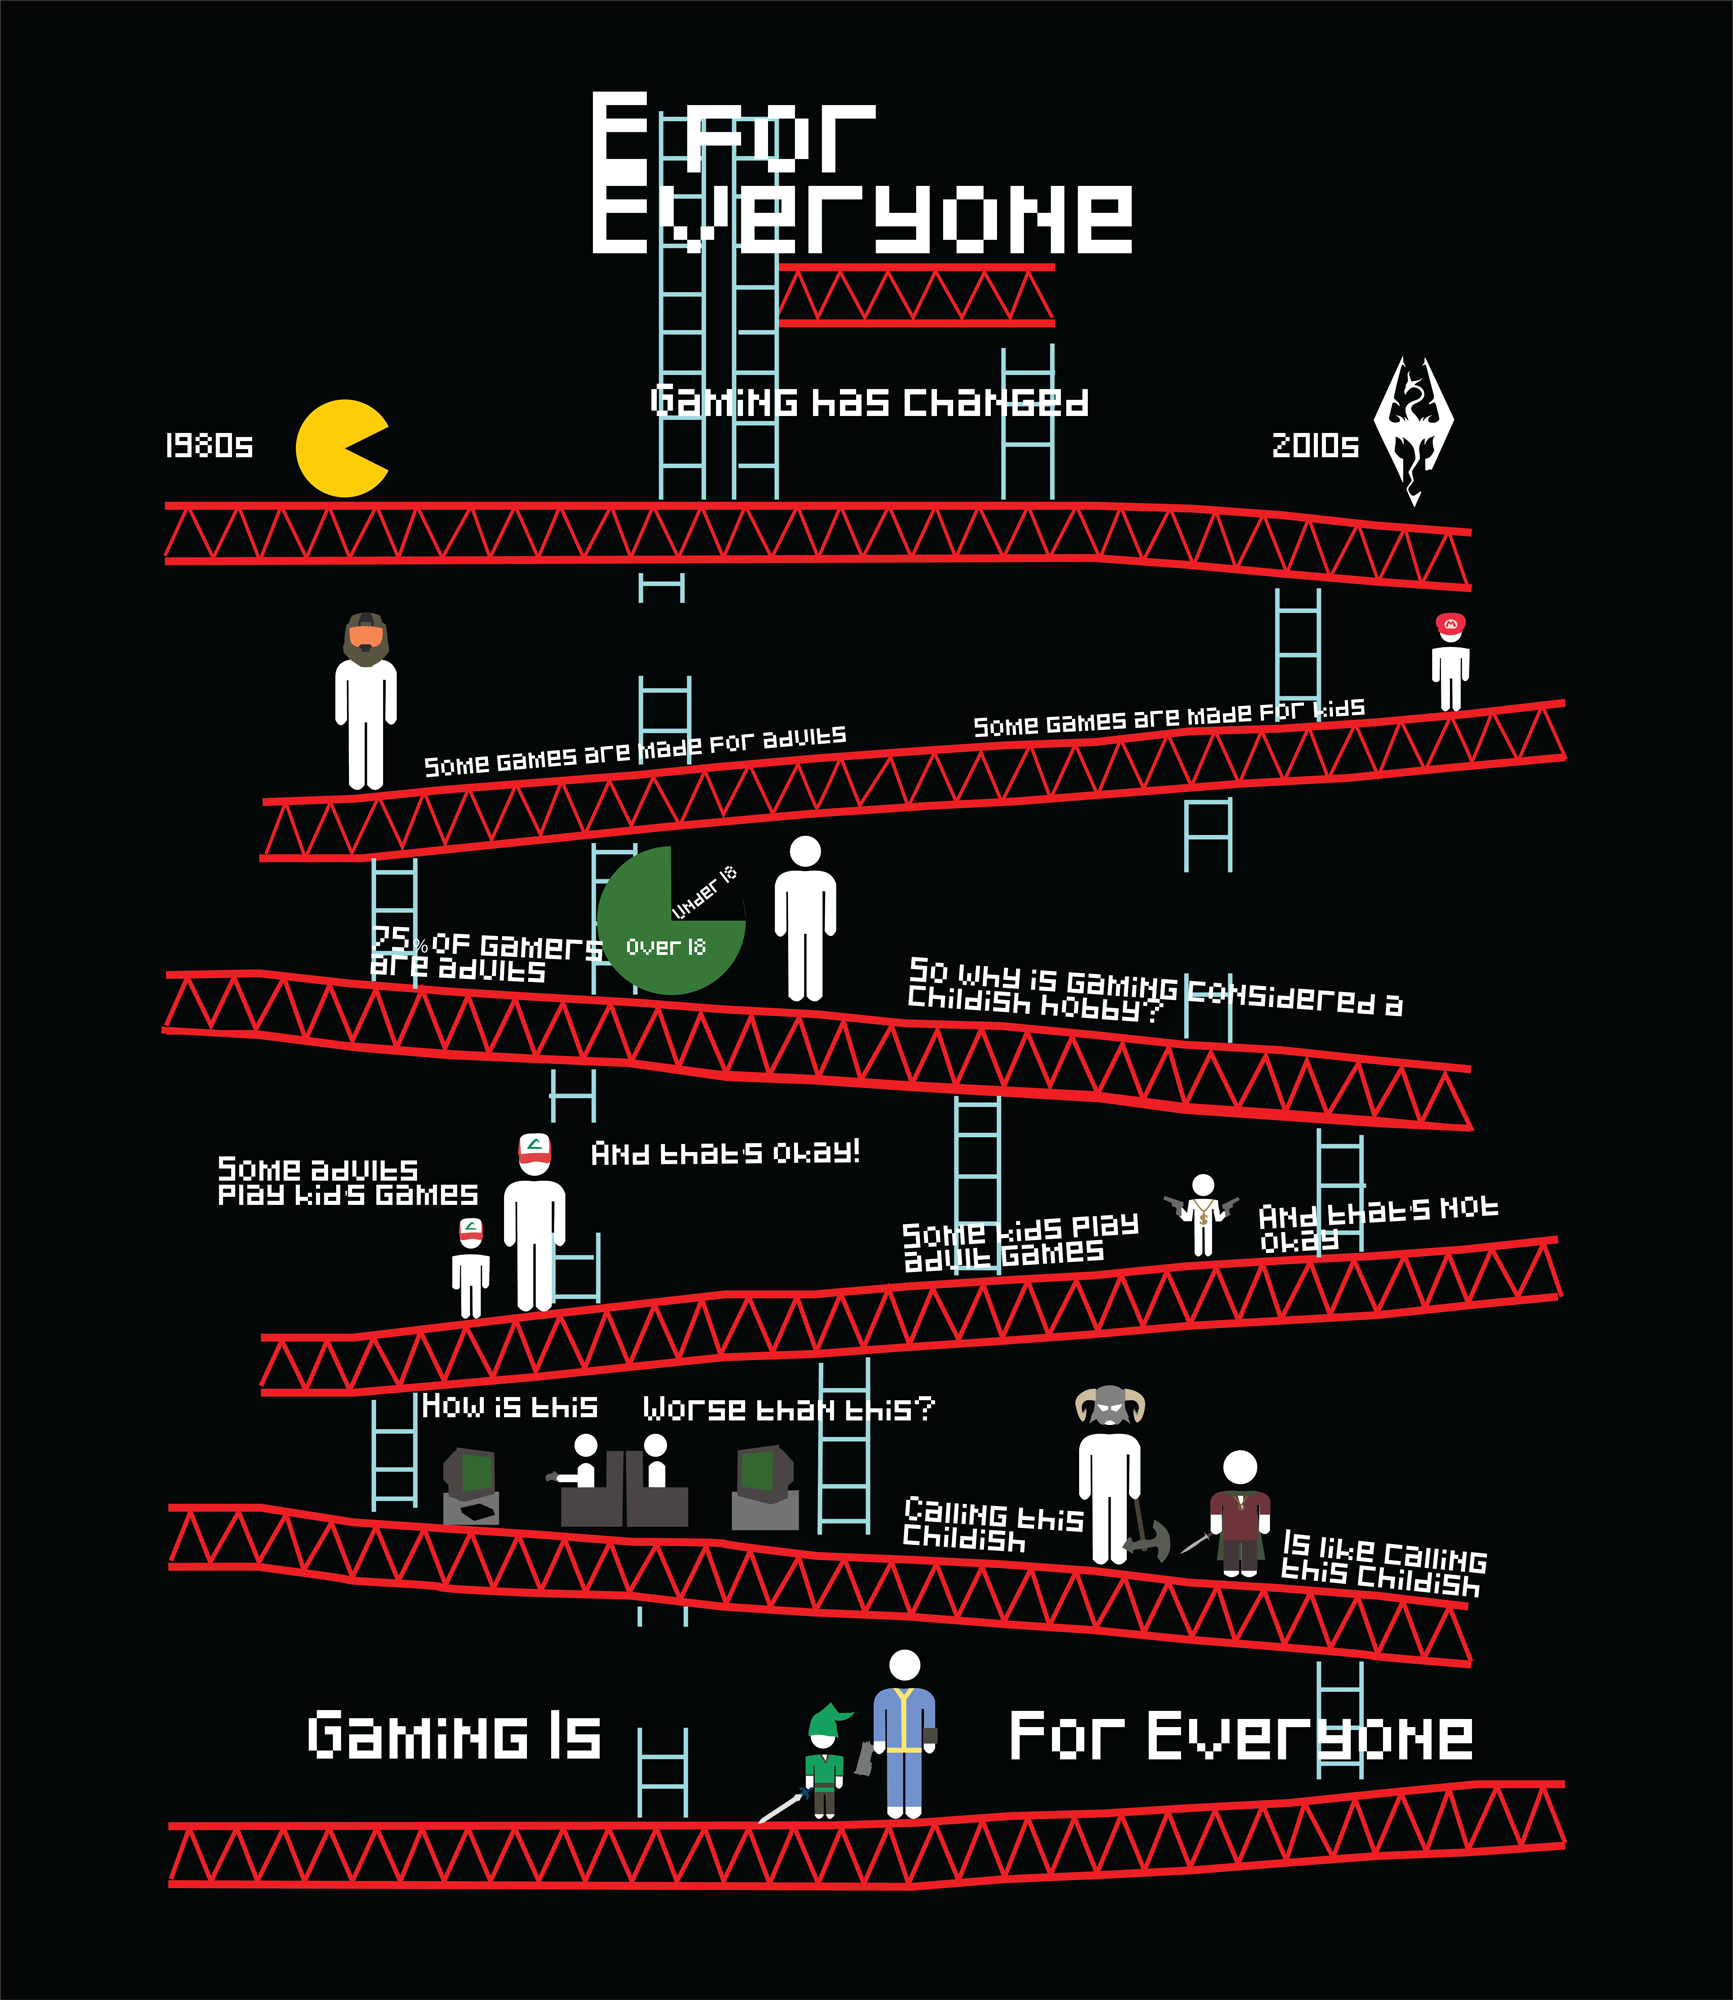 E For
Everyone
Gaming has Changed
1980s
2010s
M
Some Games are made For adults
Some Games are made For kids
Under 18
Over 18
75% OF Gamers
are adults
So why is Gaming Considered a
Childish hobby?
Some adults
Play kid's Games
And that's okay!
Some kids Play
adult Games
$
And that's Not
okay
How is this
Worse than this?
Calling this
Childish
Is like Calling
this Childish
Gaming Is
For Everyone